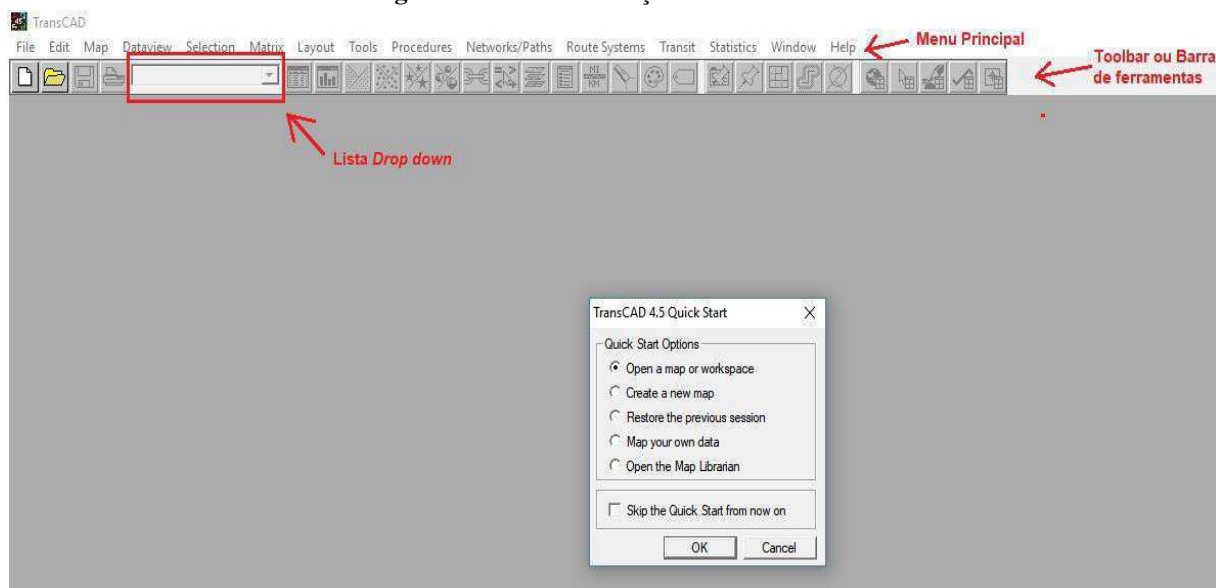 TransCAD
File Edit Map Dataview Selection Matrix Layout Tools Procedures Networks/Paths Route Systems Transit Statistics Window Help
Menu Principal
Toolbar ou Barra
de ferramentas
MI
KM
Lista Drop down
TransCAD 4.5 Quick Start
Quick Start Options
Open a map or workspace
Create a new map
Restore the previous session
Map your own data
Open the Map Librarian
Skip the Quick Start from now on
OK Cancel